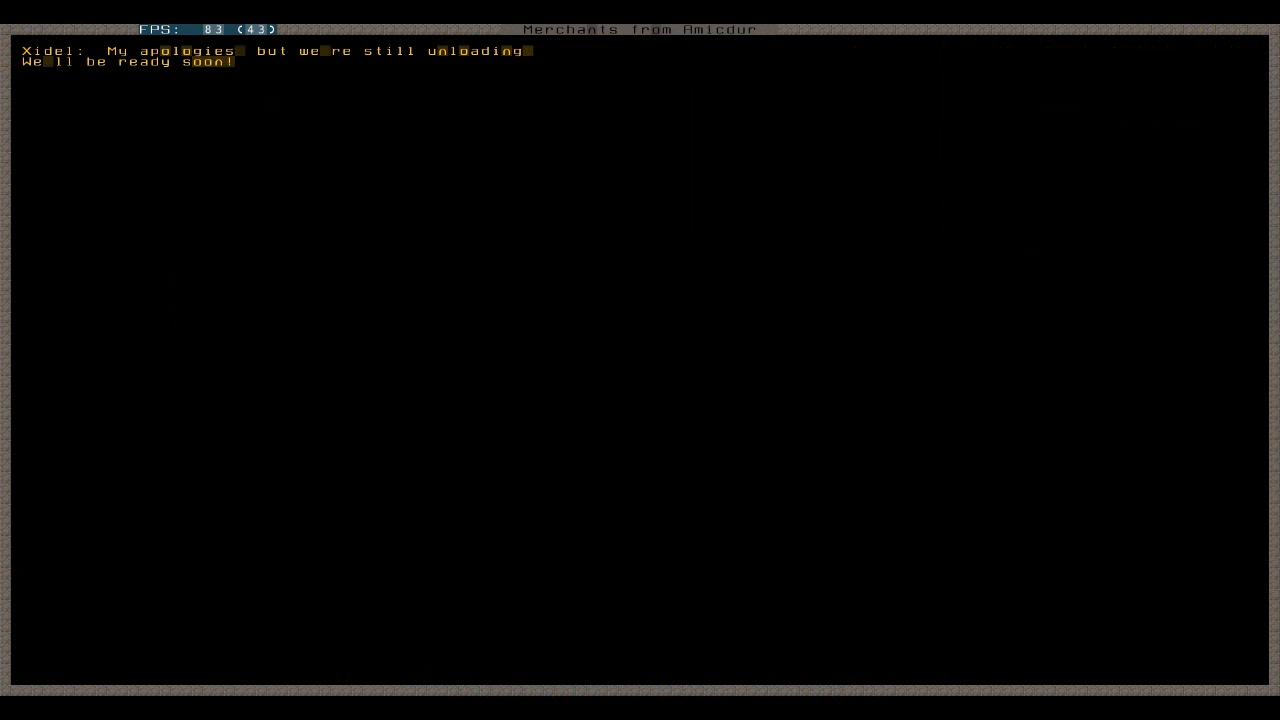 FPS: 83 (43)
Merchants from Amicdur
Xidel: My apologies but we re still unloading
We ll be ready soon!